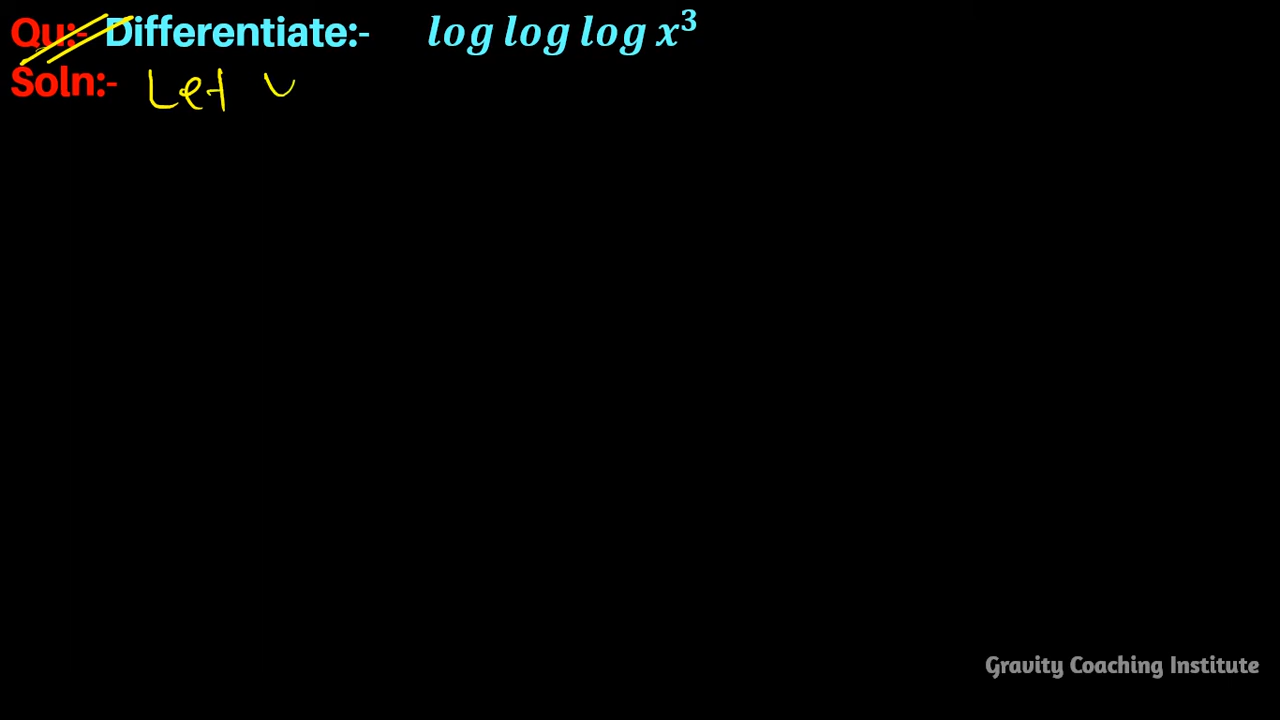 Qu:- Differentiate:- log log log x³
Soln:- Let
Gravity Coaching Institute